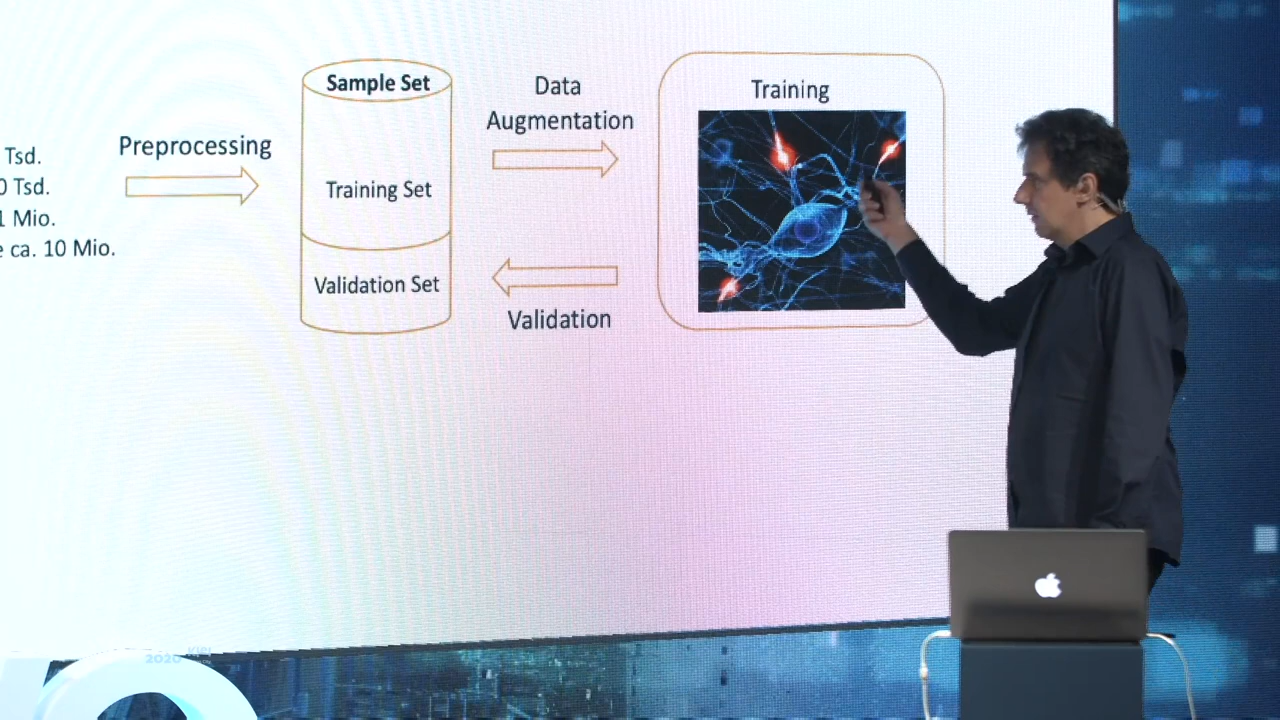 Tsd.
0 Tsd.
1 Mio.
e ca. 10 Mio.
Preprocessing
Sample Set
Training Set
Validation Set
Data
Augmentation
Validation
Training
2020